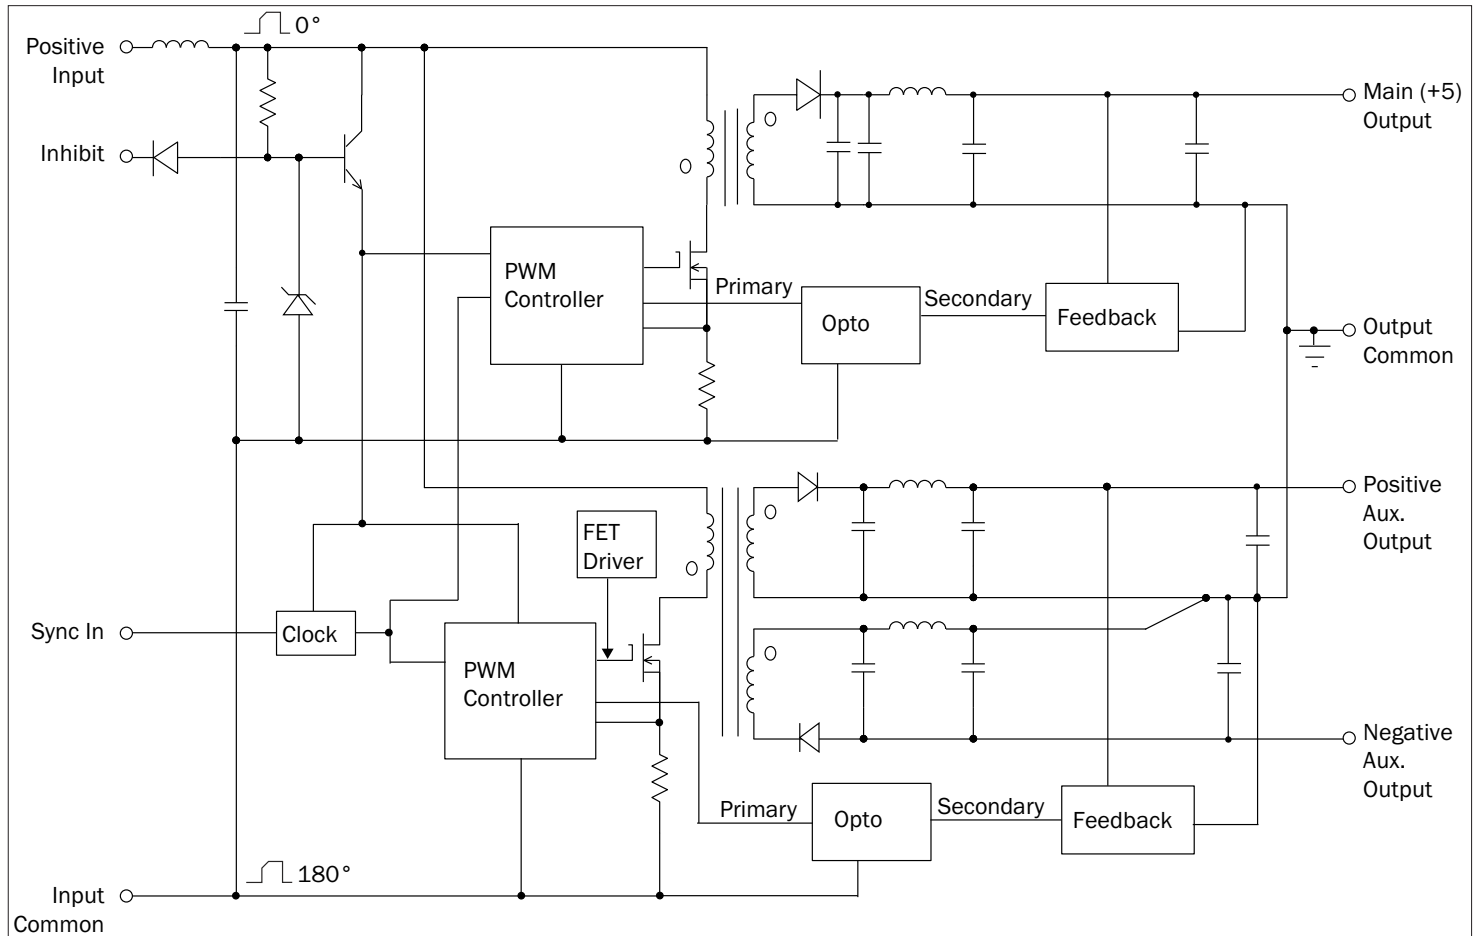 0°
Positive
Input
Main (+5)
Output
Inhibit
PWM
Controller
Primary
Opto
Secondary
Feedback
Output
Common
Positive
Aux.
Output
FET
Driver
Sync In
Clock
PWM
Controller
Negative
Aux.
Output
Primary
Opto
Secondary
Feedback
180°
Input
Common